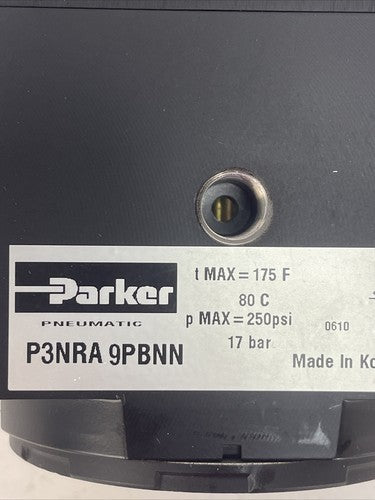 Parker
PNEUMATIC
P3NRA 9PBNN
t MAX = 175 F
80 C
p MAX = 250psi
17 bar
0610
Made In Ko